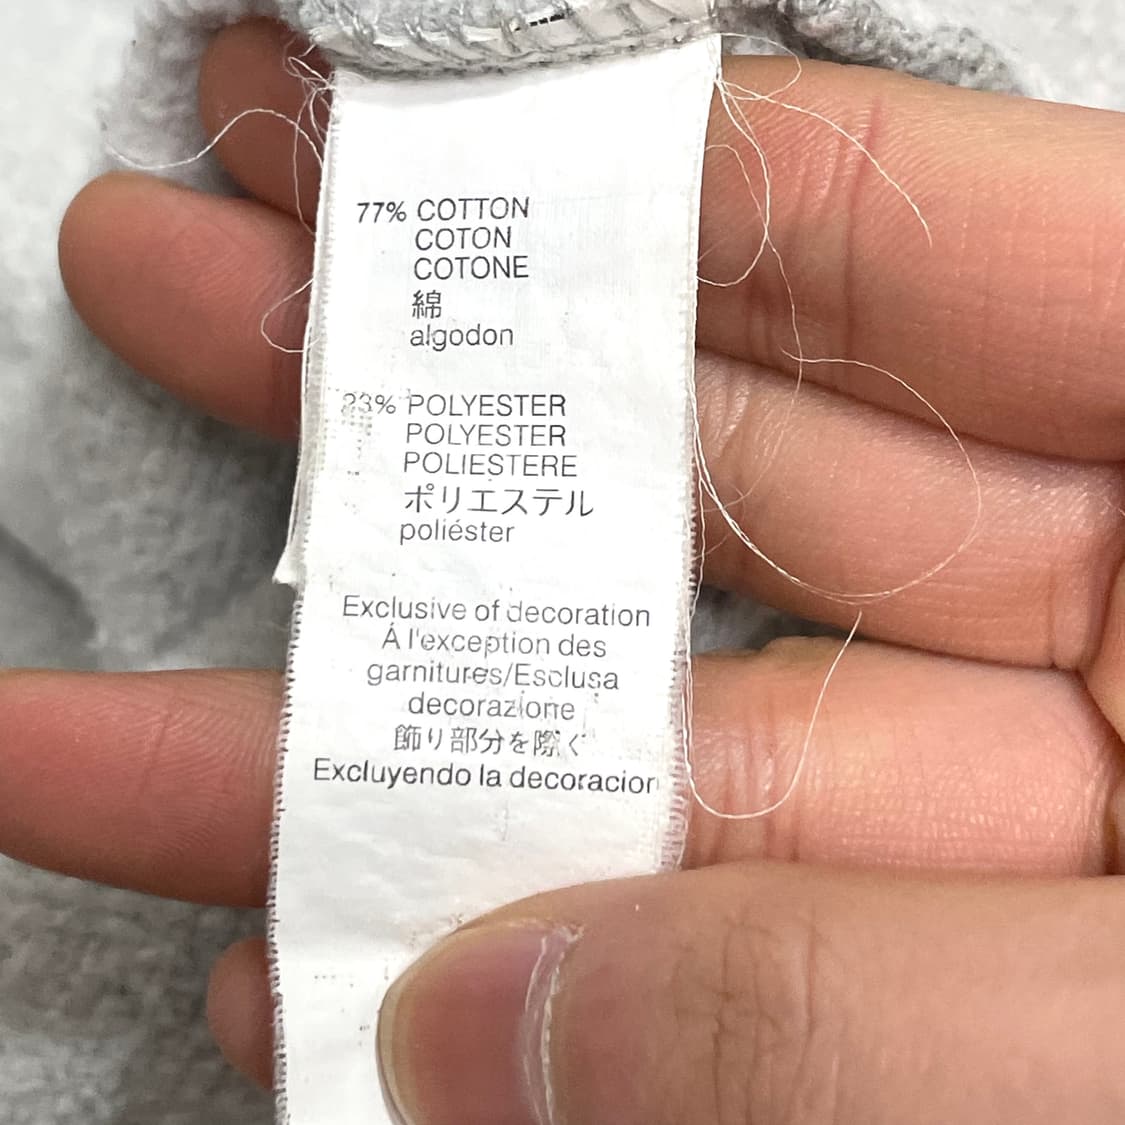 77% COTTON
COTON
COTONE
綿
algodon
23% POLYESTER
POLYESTER
POLIESTERE
ポリエステル
poliéster
Exclusive of decoration
Á l'exception des
garnitures/Esclusa
decorazione
飾り部分を際く
Excluyendo la decoracion